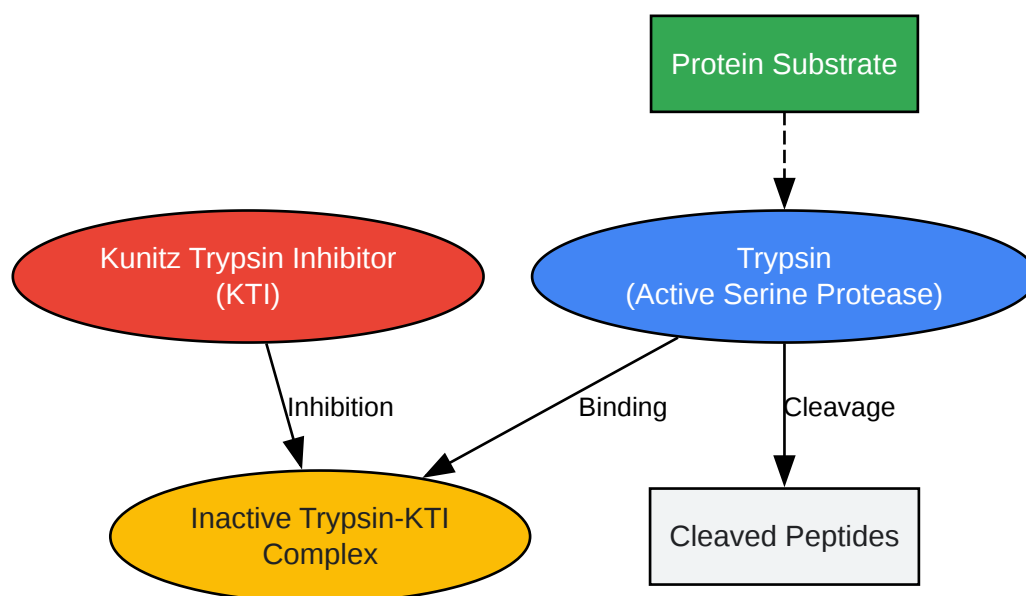 Protein Substrate
Kunitz Trypsin Inhibitor
(KTI)
Trypsin
(Active Serine Protease)
Inhibition
Binding
Cleavage
Inactive Trypsin-KTI
Complex
Cleaved Peptides